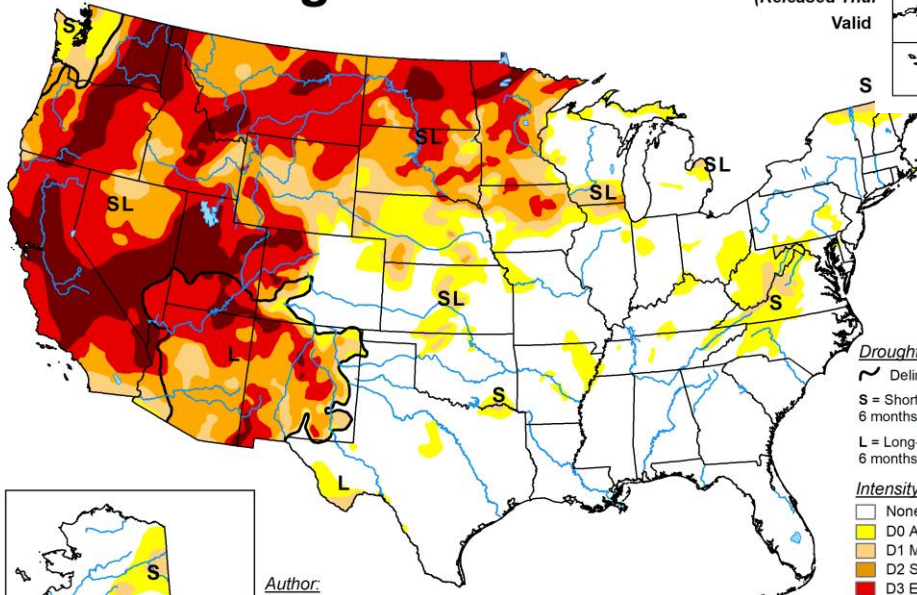 (Released Thur
Valid
S
S
SL
SL
SL
SL
SL
S
L
S
L
Drought
Delin
S = Short
6 months
L = Long-
6 months
Intensity
None
D0 A
D1 M
D2 S
D3 E
S
Author: